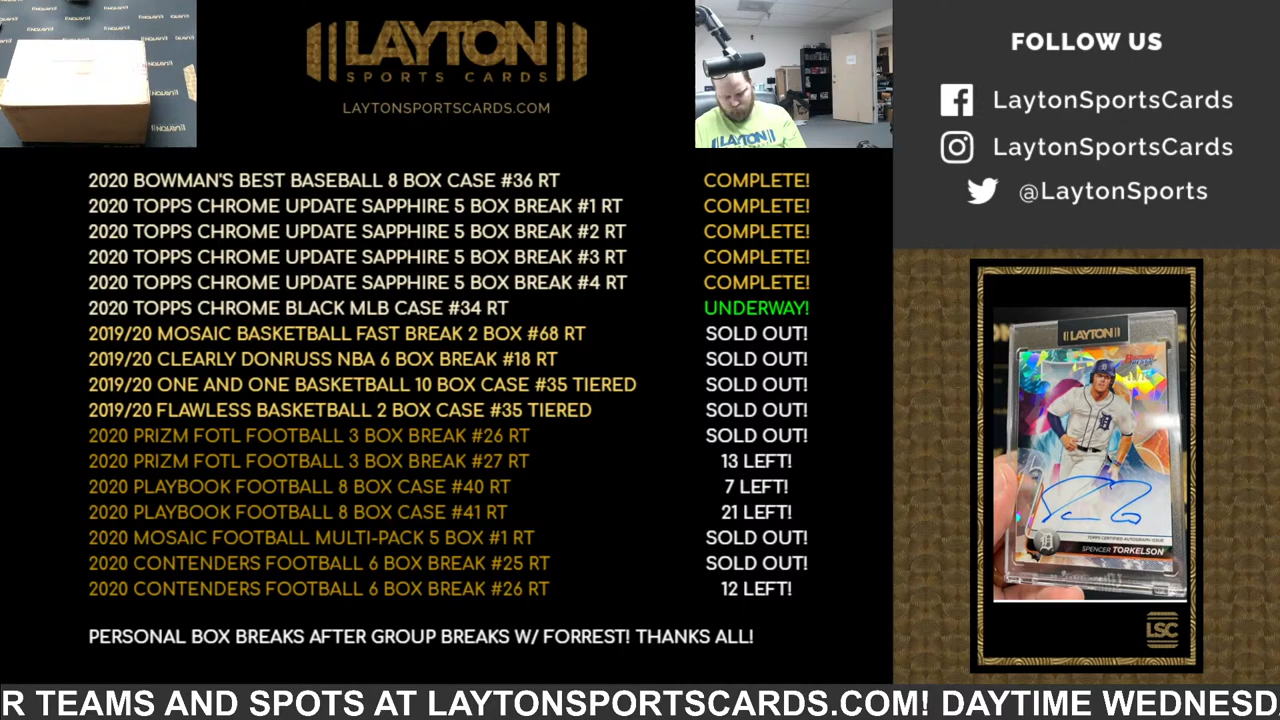 LAYTON
SPORTS CARDS
LAYTONSPORTSCARDS.COM
2020 BOWMAN'S BEST BASEBALL 8 BOX CASE #36 RT COMPLETE!
2020 TOPPS CHROME UPDATE SAPPHIRE 5 BOX BREAK #1 RT COMPLETE!
2020 TOPPS CHROME UPDATE SAPPHIRE 5 BOX BREAK #2 RT COMPLETE!
2020 TOPPS CHROME UPDATE SAPPHIRE 5 BOX BREAK #3 RT COMPLETE!
2020 TOPPS CHROME UPDATE SAPPHIRE 5 BOX BREAK #4 RT COMPLETE!
2020 TOPPS CHROME BLACK MLB CASE #34 RT UNDERWAY!
2019/20 MOSAIC BASKETBALL FAST BREAK 2 BOX #68 RT SOLD OUT!
2019/20 CLEARLY DONRUSS NBA 6 BOX BREAK #18 RT SOLD OUT!
2019/20 ONE AND ONE BASKETBALL 10 BOX CASE #35 TIERED SOLD OUT!
2019/20 FLAWLESS BASKETBALL 2 BOX CASE #35 TIERED SOLD OUT!
2020 PRIZM FOTL FOOTBALL 3 BOX BREAK #26 RT SOLD OUT!
2020 PRIZM FOTL FOOTBALL 3 BOX BREAK #27 RT 13 LEFT!
2020 PLAYBOOK FOOTBALL 8 BOX CASE #40 RT 7 LEFT!
2020 PLAYBOOK FOOTBALL 8 BOX CASE #41 RT 21 LEFT!
2020 MOSAIC FOOTBALL MULTI-PACK 5 BOX #1 RT SOLD OUT!
2020 CONTENDERS FOOTBALL 6 BOX BREAK #25 RT SOLD OUT!
2020 CONTENDERS FOOTBALL 6 BOX BREAK #26 RT 12 LEFT!
PERSONAL BOX BREAKS AFTER GROUP BREAKS W/ FORREST! THANKS ALL!
FOLLOW US
LaytonSportsCards
LaytonSportsCards
@LaytonSports
LAYTON
TOPPS CERTIFIED AUTOGRAPH ISSUE
SPENCER TORKELSON
LSC
LAYTON
R TEAMS AND SPOTS AT LAYTONSPORTSCARDS.COM! DAYTIME WEDNESD